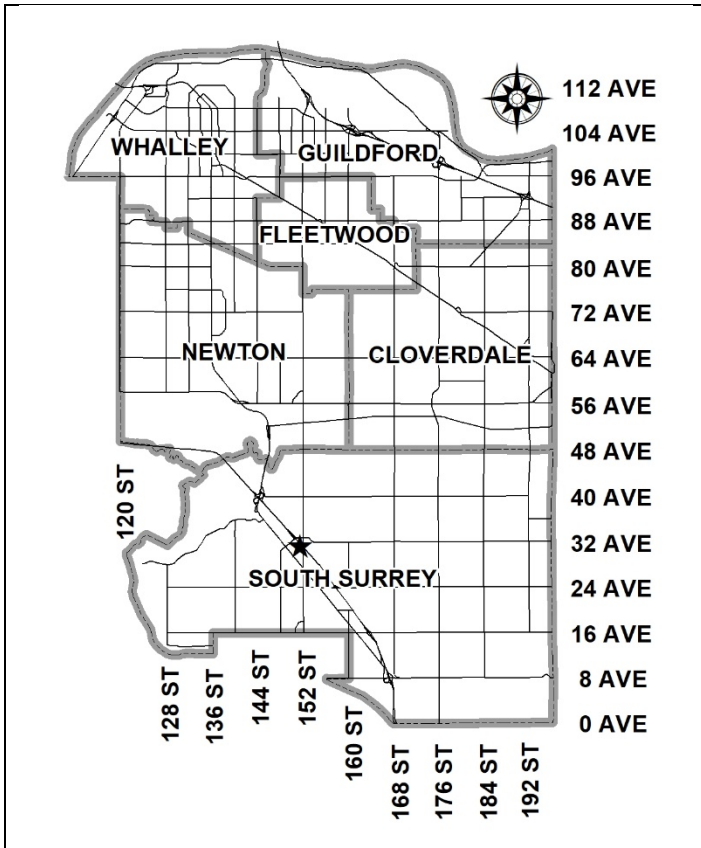 112 AVE
104 AVE
WHALLEY
GUILDFORD
96 AVE
88 AVE
FLEETWOOD
80 AVE
72 AVE
NEWTON
CLOVERDALE
64 AVE
56 AVE
48 AVE
120 ST
40 AVE
32 AVE
SOUTH SURREY
24 AVE
16 AVE
8 AVE
0 AVE
128 ST
136 ST
144 ST
152 ST
160 ST
168 ST
176 ST
184 ST
192 ST